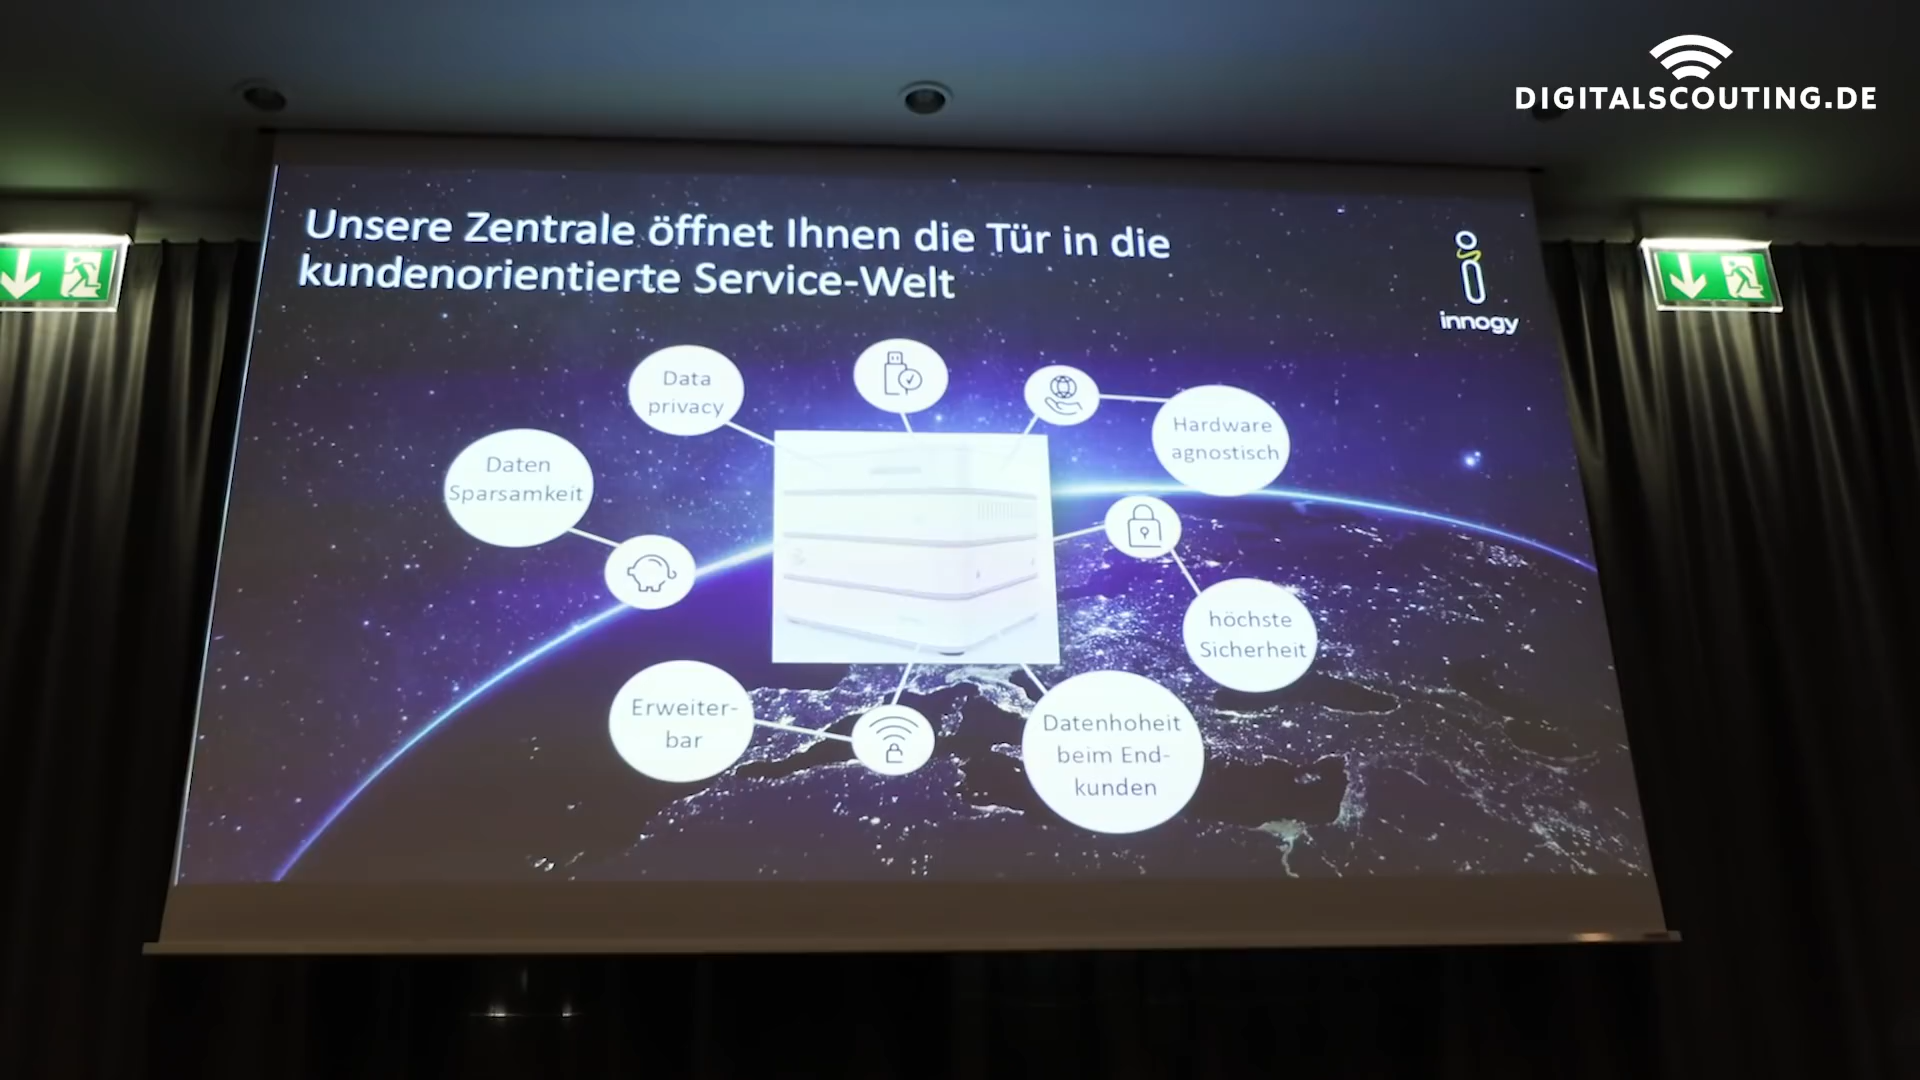 DIGITALSCOUTING.DE
Unsere Zentrale öffnet Ihnen die Tür in die
kundenorientierte Service-Welt
innogy
Data
privacy
Hardware
agnostisch
Daten
Sparsamkeit
höchste
Sicherheit
Erweiter-
bar
Datenhoheit
beim End-
kunden